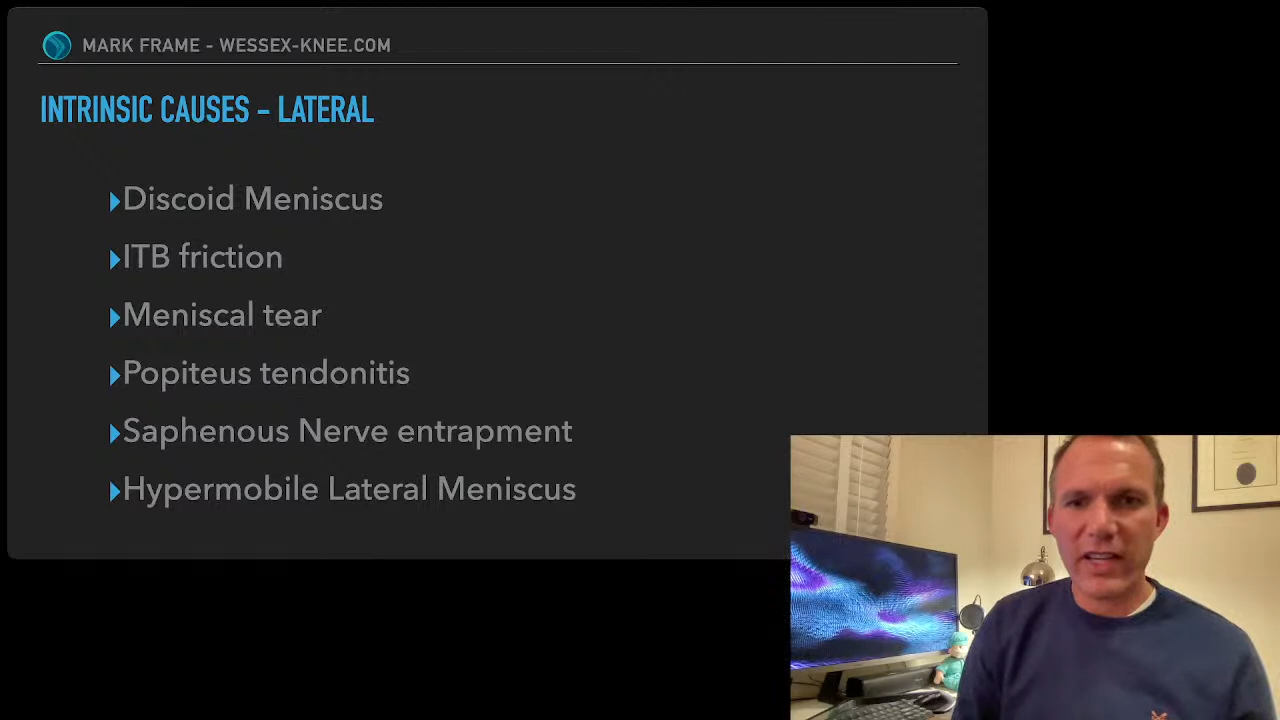 MARK FRAME - WESSEX-KNEE.COM
INTRINSIC CAUSES - LATERAL
Discoid Meniscus
ITB friction
Meniscal tear
Popiteus tendonitis
Saphenous Nerve entrapment
Hypermobile Lateral Meniscus